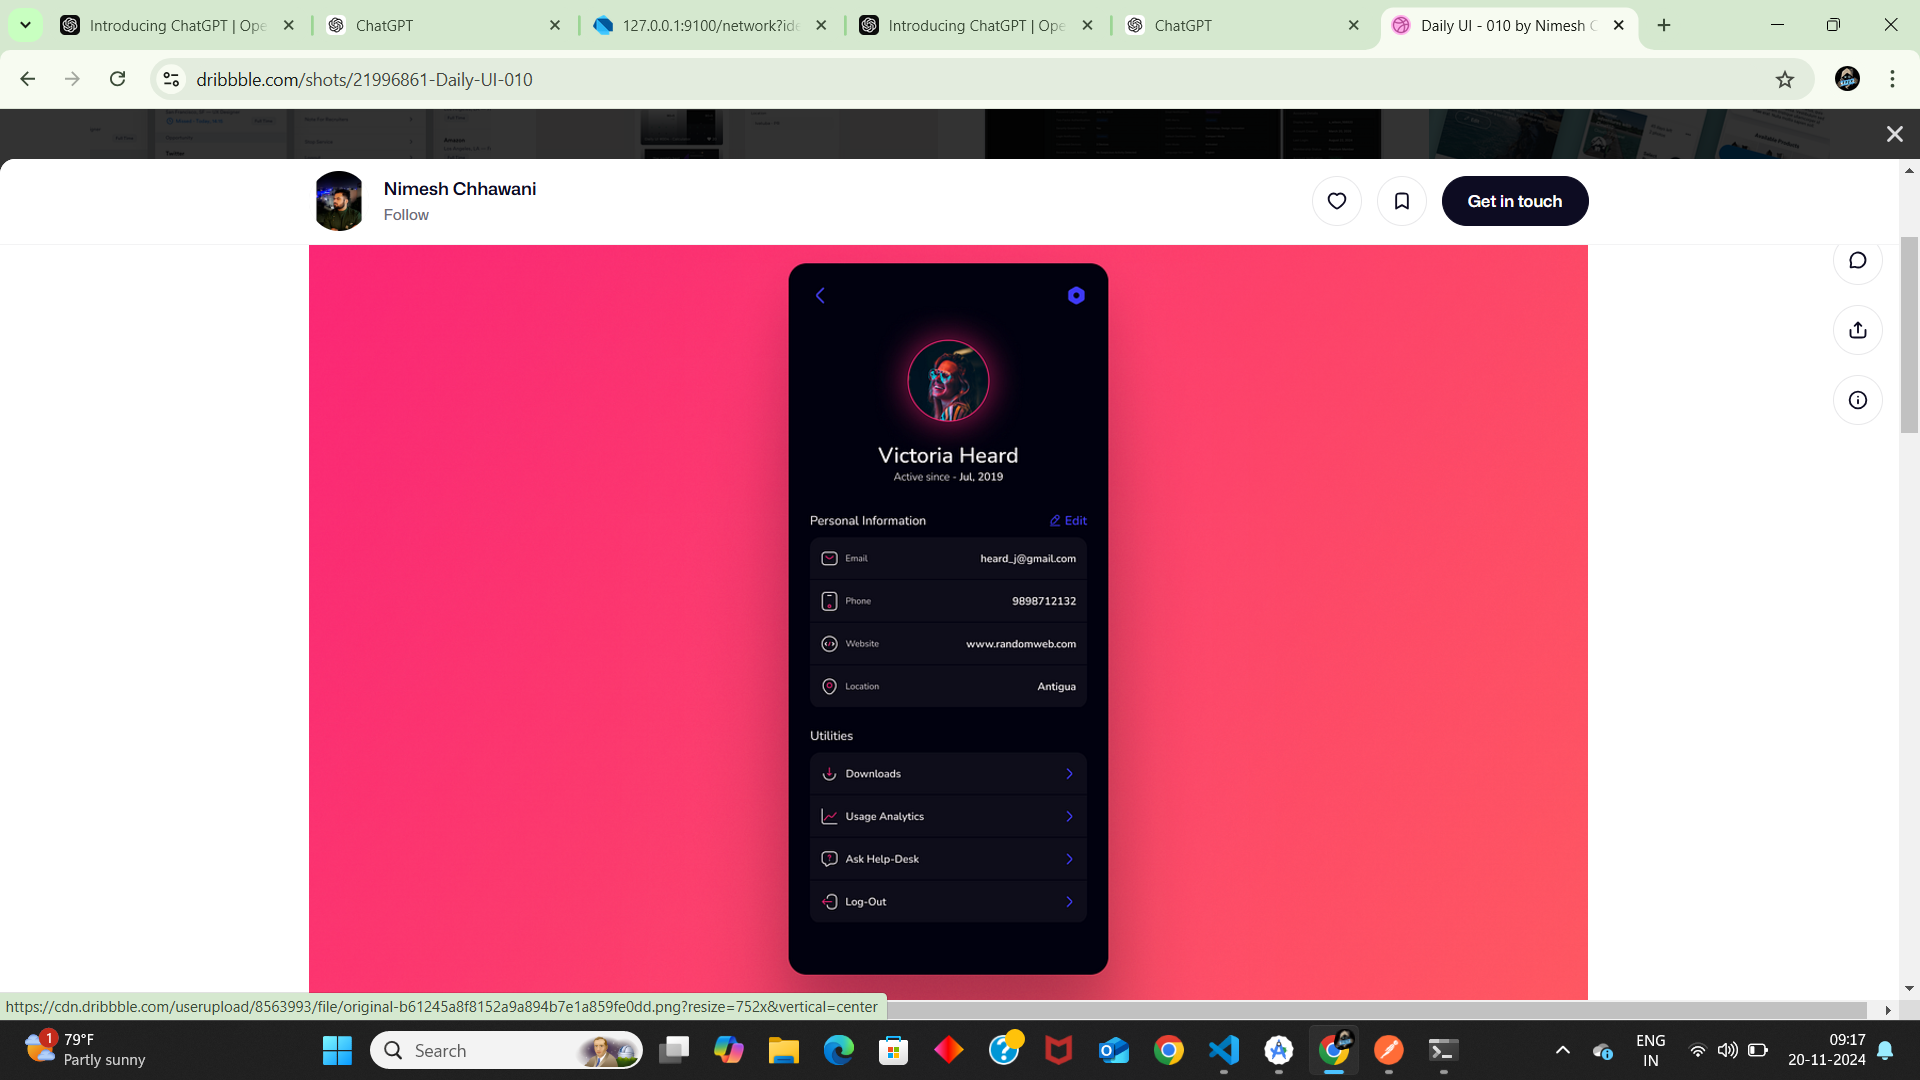 Introducing ChatGPT | Ope
ChatGPT
127.0.0.1:9100/network?ide
Introducing ChatGPT | Ope
ChatGPT
Daily UI - 010 by Nimesh C
dribbble.com/shots/21996861-Daily-UI-010
Twitter
Amazon
Nimesh Chhawani
Follow
Get in touch
Victoria Heard
Active since - Jul, 2019
Personal Information
Edit
Email
heard_j@gmail.com
Phone
9898712132
Website
www.randomweb.com
Location
Antigua
Utilities
Downloads
Usage Analytics
Ask Help-Desk
Log-Out
https://cdn.dribbble.com/userupload/8563993/file/original-b61245a8f8152a9a894b7e1a859fe0dd.png?resize=752x&vertical=center
1
79°F
Partly sunny
Search
ENG
IN
09:17
20-11-2024